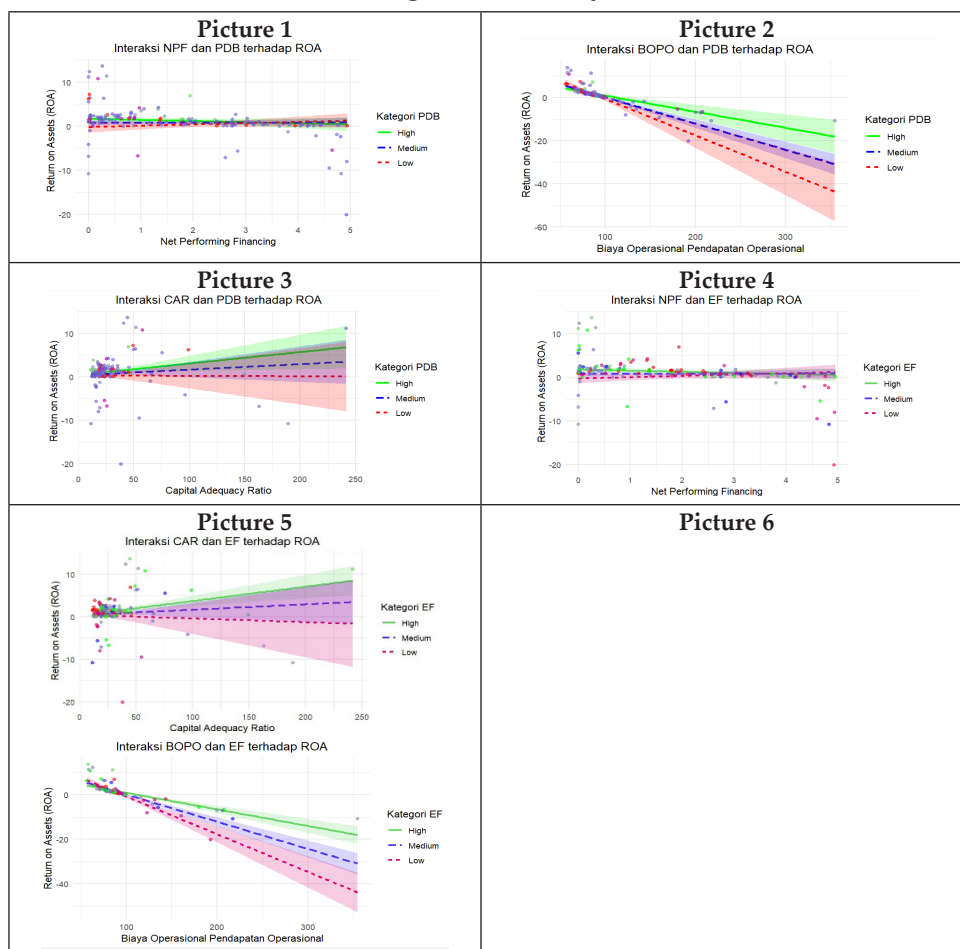 Picture 1
Interaksi NPF dan PDB terhadap ROA
Return on Assets (ROA)
10
0
-10
-20
0
1
2
3
4
5
Net Performing Financing
Kategori PDB
High
Medium
Low
Picture 2
Interaksi BOPO dan PDB terhadap ROA
Return on Assets (ROA)
0
-20
-40
-60
100
200
300
Biaya Operasional Pendapatan Operasional
Kategori PDB
High
Medium
Low
Picture 3
Interaksi CAR dan PDB terhadap ROA
Return on Assets (ROA)
10
0
-10
-20
0
50
100
150
200
250
Capital Adequacy Ratio
Kategori PDB
High
Medium
Low
Picture 4
Interaksi NPF dan EF terhadap ROA
Return on Assets (ROA)
10
0
-10
-20
0
1
2
3
4
5
Net Performing Financing
Kategori EF
High
Medium
Low
Picture 5
Interaksi CAR dan EF terhadap ROA
Return on Assets (ROA)
10
0
-10
-20
0
50
100
150
200
250
Capital Adequacy Ratio
Kategori EF
High
Medium
Low
Interaksi BOPO dan EF terhadap ROA
Return on Assets (ROA)
0
-20
-40
100
200
300
Biaya Operasional Pendapatan Operasional
Kategori EF
High
Medium
Low
Picture 6